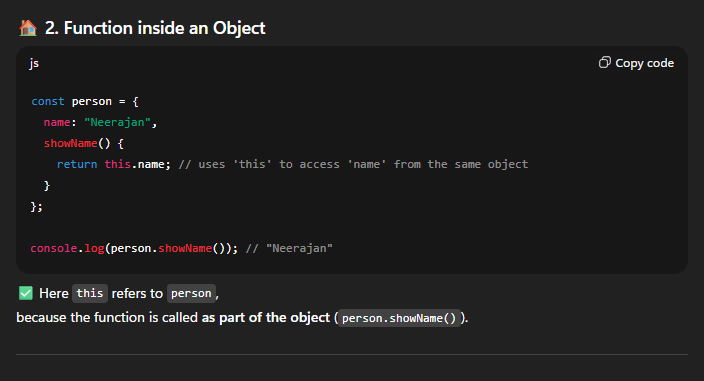 🏠 2. Function inside an Object
js
Copy code
const person = {
  name: "Neerajan",
  showName() {
    return this.name; // uses 'this' to access 'name' from the same object
  }
};
console.log(person.showName()); // "Neerajan"
✅ Here this refers to person,
because the function is called as part of the object (person.showName()).